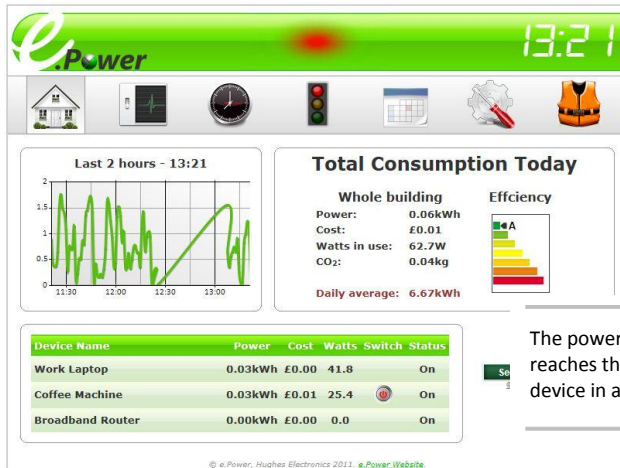 e.Power
13:21
Last 2 hours - 13:21
2
1.5
1
0.5
0
11:30 12:00 12:30 13:00
Total Consumption Today
Whole building Effciency
Power: 0.06kWh
Cost: £0.01
Watts in use: 62.7W
CO₂: 0.04kg
Daily average: 6.67kWh
A
Device Name Power Cost Watts Switch Status
Work Laptop 0.03kWh £0.00 41.8 On
Coffee Machine 0.03kWh £0.01 25.4 On
Broadband Router 0.00kWh £0.00 0.0 On
The power
reaches th
device in a
Se
© e.Power, Hughes Electronics 2011. e.Power Website.